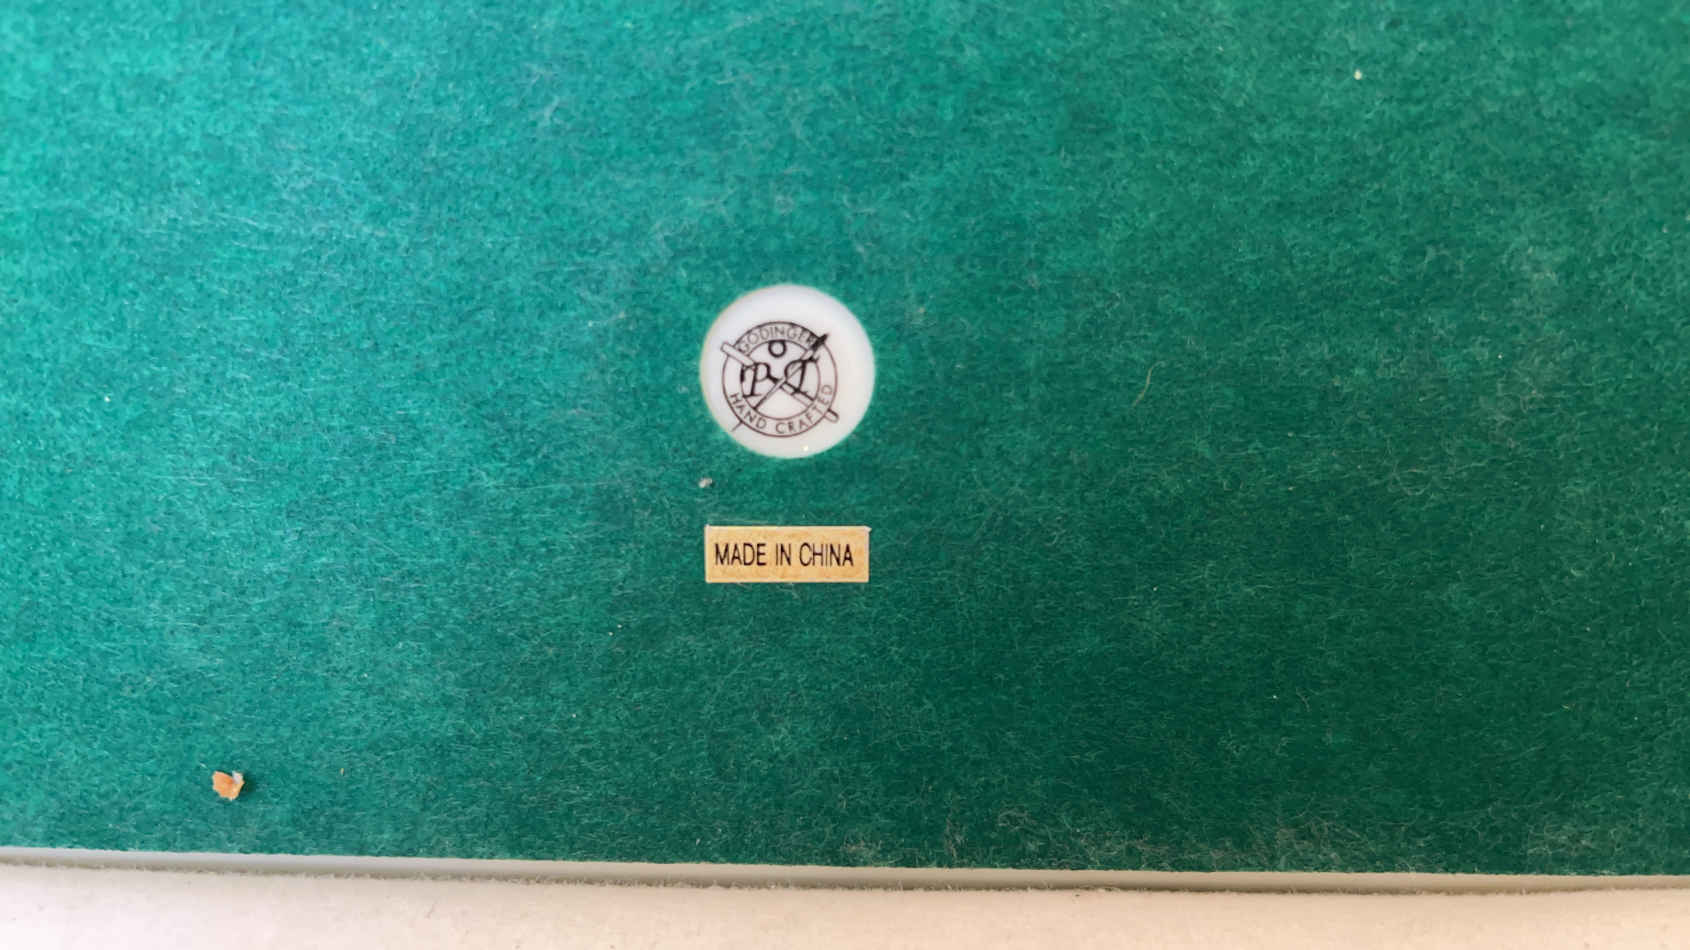 GODINGER
P T
HAND CRAFTED
MADE IN CHINA